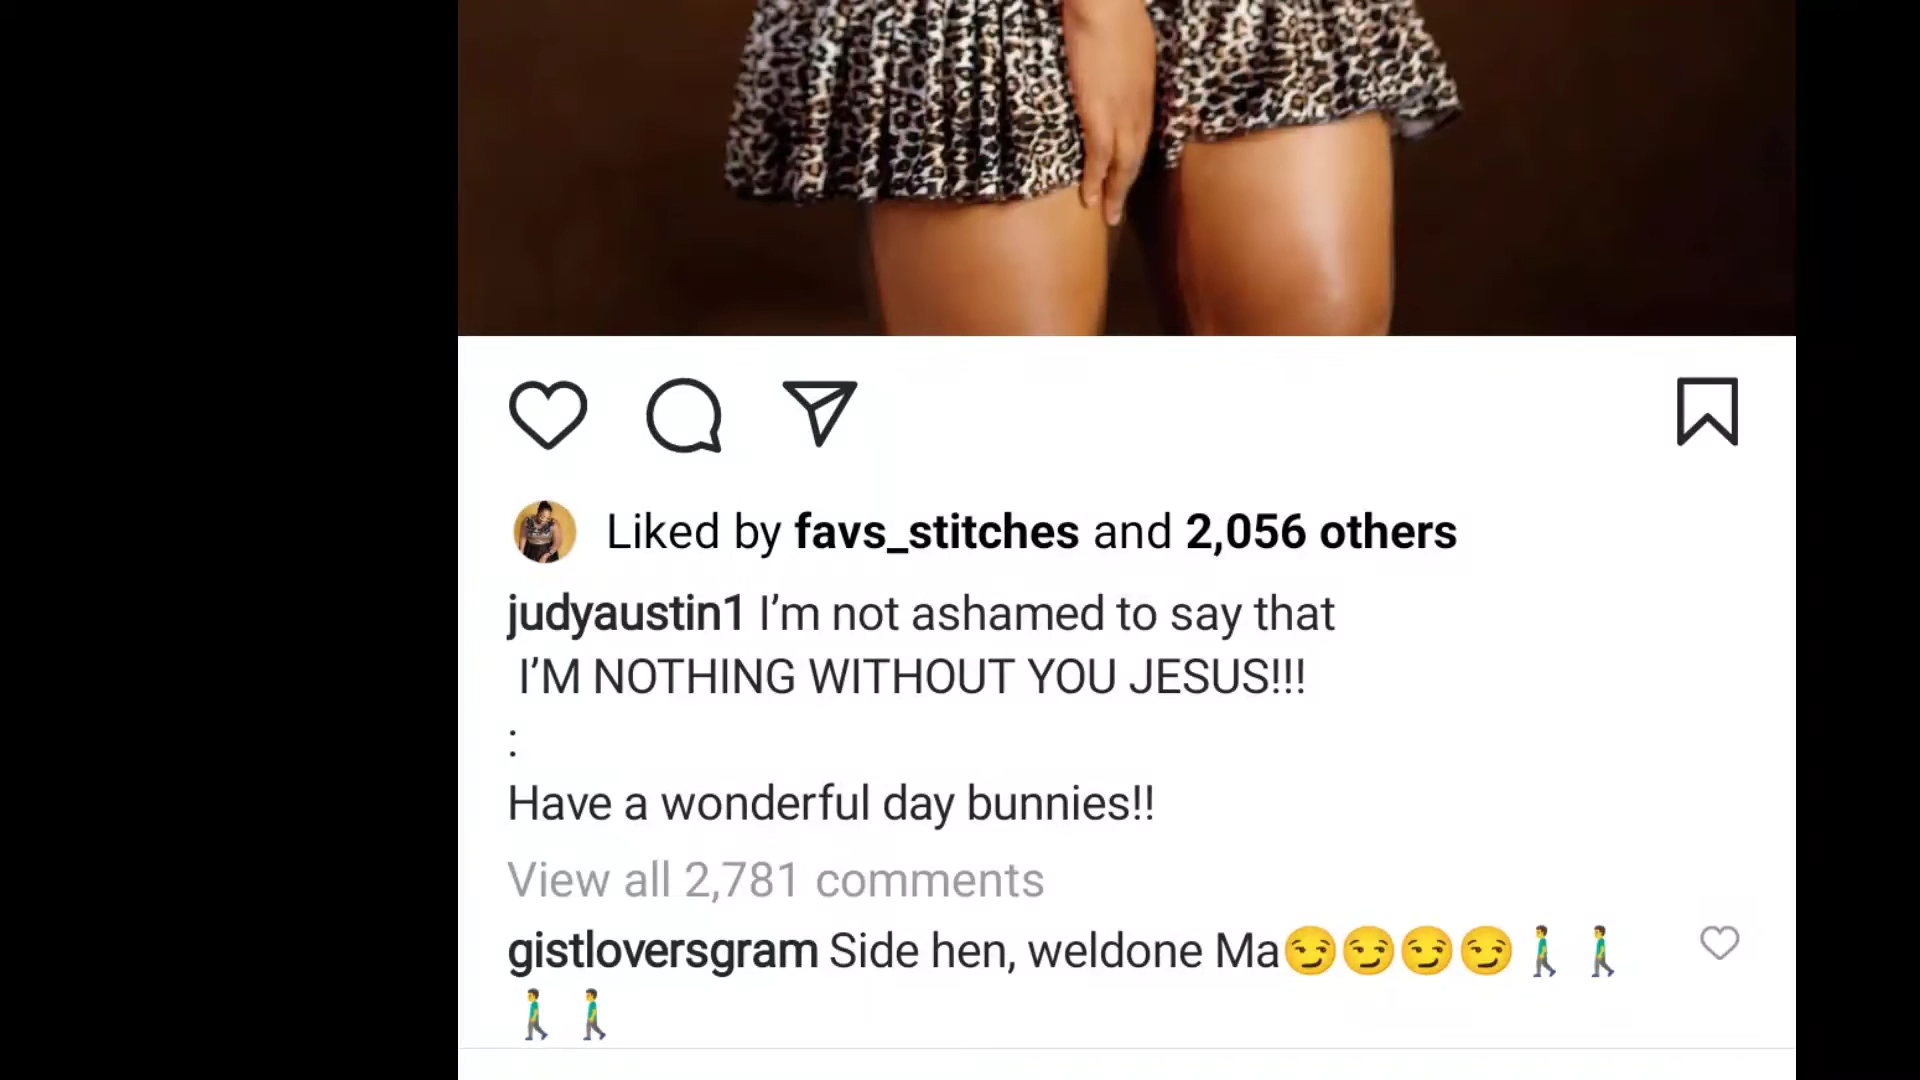 Liked by favs_stitches and 2,056 others
judyaustin1 I’m not ashamed to say that
I’M NOTHING WITHOUT YOU JESUS!!!
:
Have a wonderful day bunnies!!
View all 2,781 comments
gistloversgram Side hen, weldone Ma😏😏😏😏🚶‍♂️🚶‍♂️
🚶‍♂️🚶‍♂️